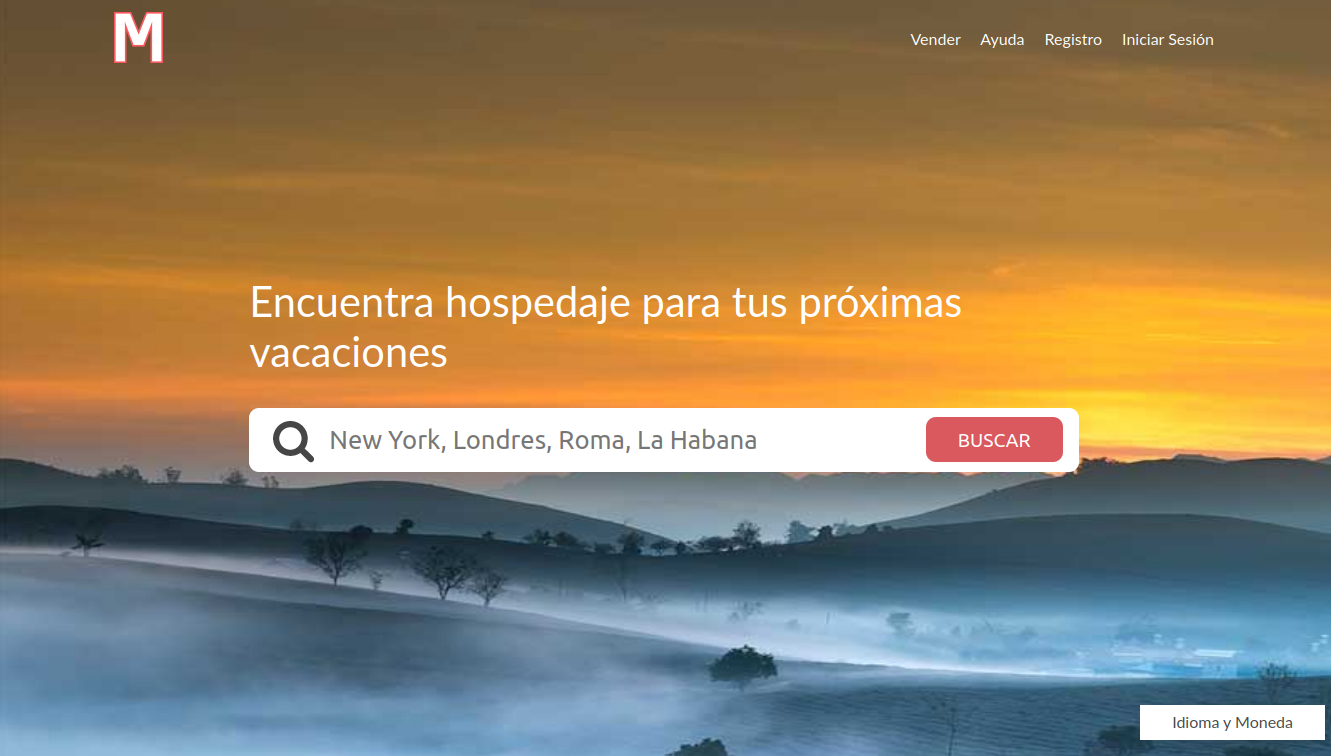 M
Vender Ayuda Registro Iniciar Sesión
Encuentra hospedaje para tus próximas
vacaciones
New York, Londres, Roma, La Habana BUSCAR
Idioma y Moneda